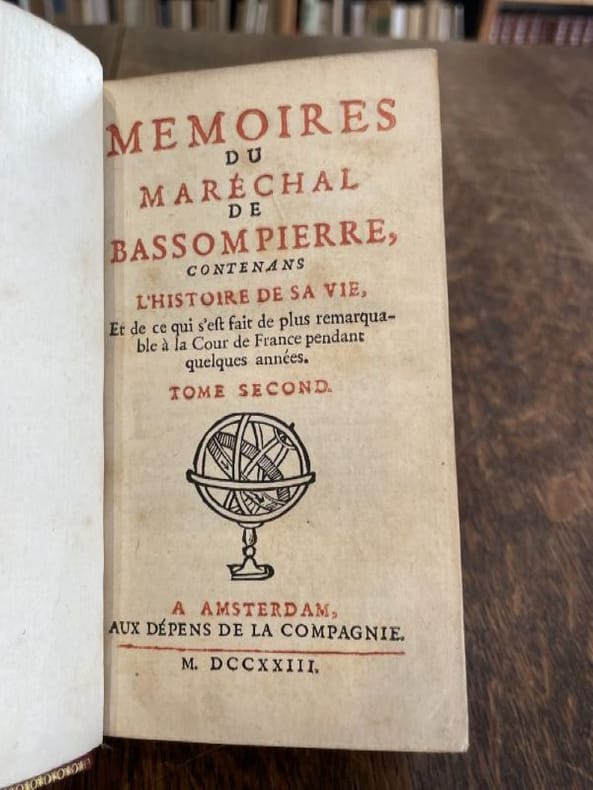 MEMOIRES
DU
MARÉCHAL
DE
BASSOMPIERRE,
CONTENANS
L'HISTOIRE DE SA VIE,
Et de ce qui s'eſt fait de plus remarqua-
ble à la Cour de France pendant
quelques années.
TOME SECOND.
A AMSTERDAM,
AUX DÉPENS DE LA COMPAGNIE.
M. DCCXXIII.